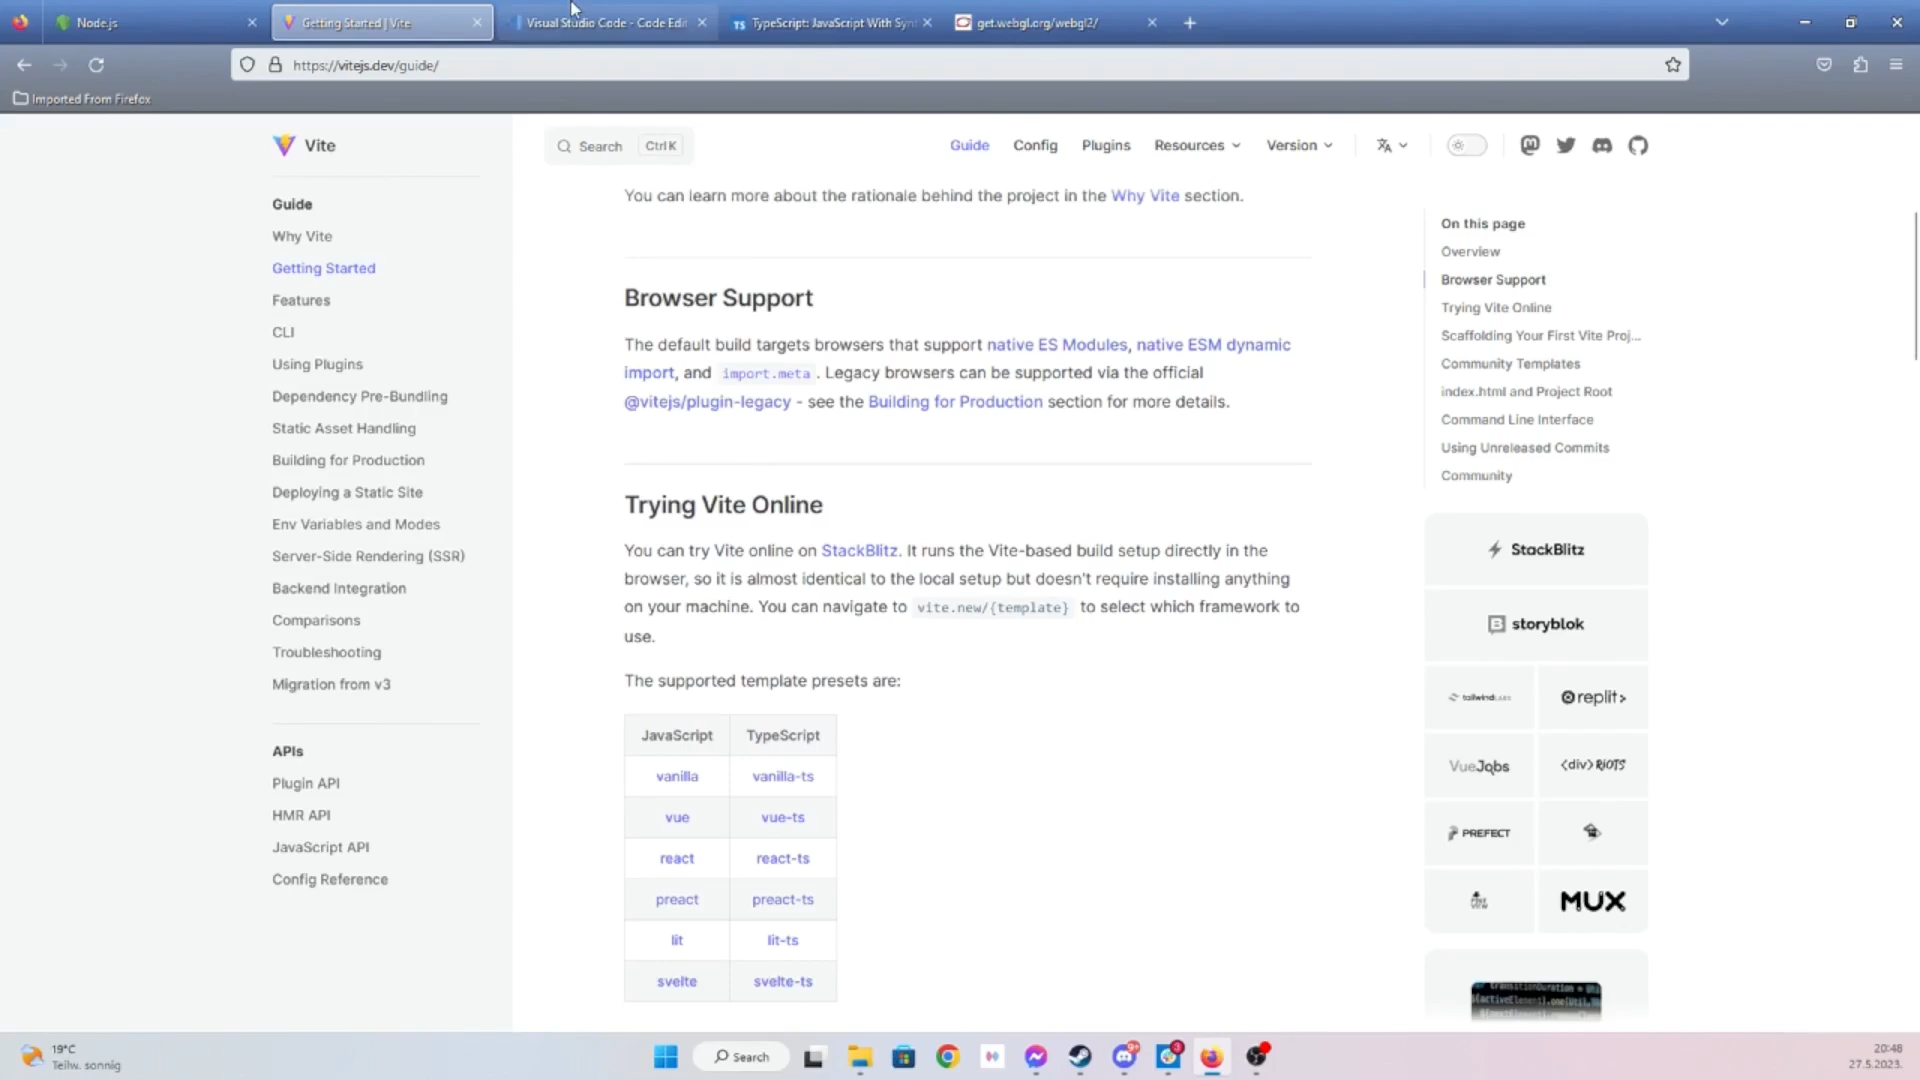 Node.js
Getting Started | Vite
Visual Studio Code - Code Edit
TypeScript: JavaScript With Synt
get.webgl.org/webgl2/
https://vitejs.dev/guide/
Imported From Firefox
Vite
Search Ctrl K
Guide Config Plugins Resources Version
Guide
Why Vite
Getting Started
Features
CLI
Using Plugins
Dependency Pre-Bundling
Static Asset Handling
Building for Production
Deploying a Static Site
Env Variables and Modes
Server-Side Rendering (SSR)
Backend Integration
Comparisons
Troubleshooting
Migration from v3
APIs
Plugin API
HMR API
JavaScript API
Config Reference
You can learn more about the rationale behind the project in the Why Vite section.
Browser Support
The default build targets browsers that support native ES Modules, native ESM dynamic
import, and import.meta . Legacy browsers can be supported via the official
@vitejs/plugin-legacy - see the Building for Production section for more details.
Trying Vite Online
You can try Vite online on StackBlitz. It runs the Vite-based build setup directly in the
browser, so it is almost identical to the local setup but doesn't require installing anything
on your machine. You can navigate to vite.new/{template} to select which framework to
use.
The supported template presets are:
JavaScript TypeScript
vanilla vanilla-ts
vue vue-ts
react react-ts
preact preact-ts
lit lit-ts
svelte svelte-ts
On this page
Overview
Browser Support
Trying Vite Online
Scaffolding Your First Vite Proj...
Community Templates
index.html and Project Root
Command Line Interface
Using Unreleased Commits
Community
StackBlitz
storyblok
tailwindLABS
replit>
VueJobs
<div>RIOTS
PREFECT
MUX
19°C
Teilw. sonnig
Search
20:48
27.5.2023.